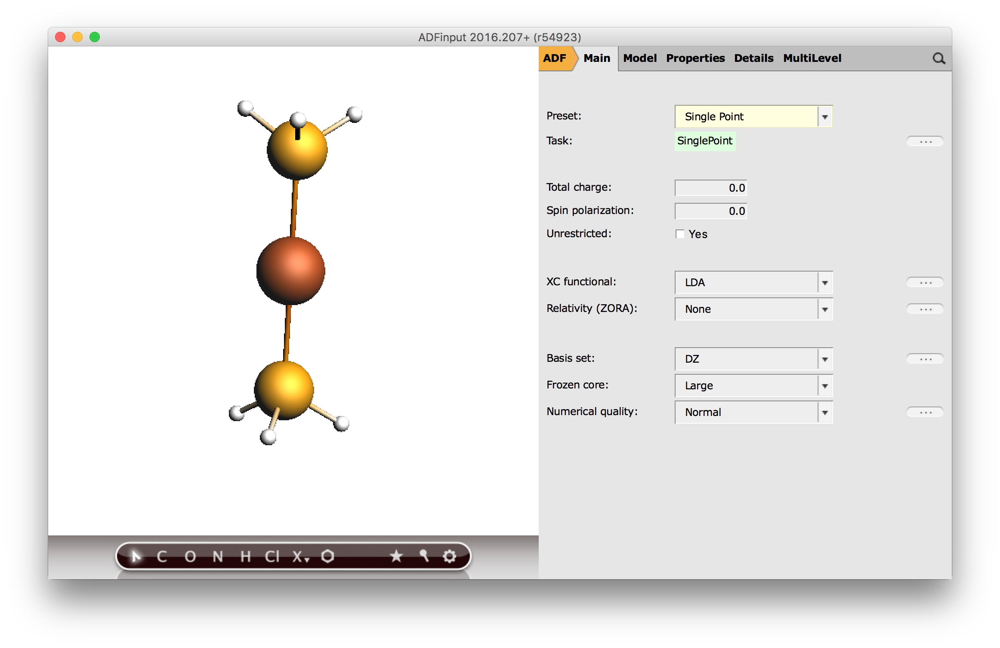 ADFinput 2016.207+ (r54923)
ADF Main Model Properties Details MultiLevel
Preset: Single Point
Task: SinglePoint ...
Total charge: 0.0
Spin polarization: 0.0
Unrestricted: Yes
XC functional: LDA ...
Relativity (ZORA): None ...
Basis set: DZ ...
Frozen core: Large
Numerical quality: Normal ...
C O N H Cl X